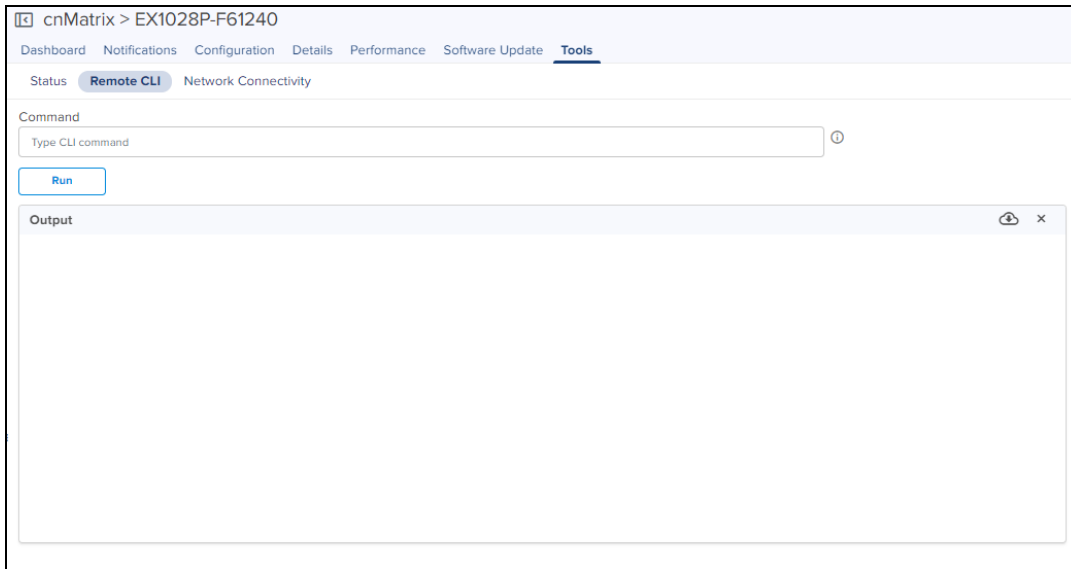 cnMatrix > EX1028P-F61240
Dashboard Notifications Configuration Details Performance Software Update Tools
Status Remote CLI Network Connectivity
Command
Type CLI command
Run
Output